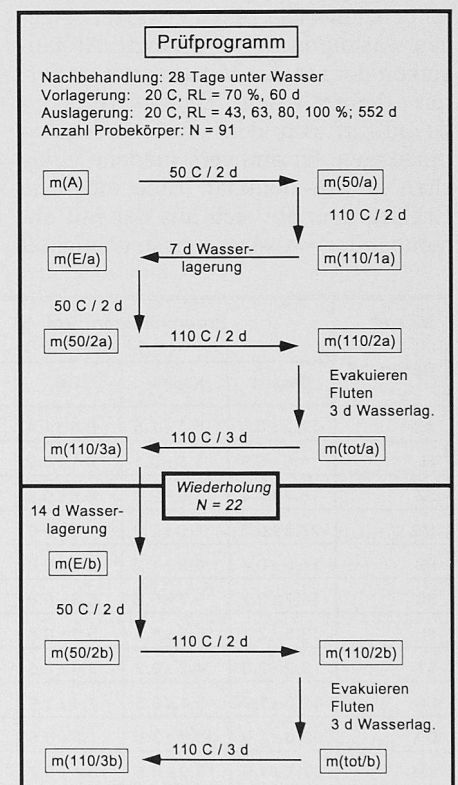 Prüfprogramm
Nachbehandlung: 28 Tage unter Wasser
Vorlagerung: 20 C, RL = 70 %, 60 d
Auslagerung: 20 C, RL = 43, 63, 80, 100 %; 552 d
Anzahl Probekörper: N = 91
m(A)
50 C / 2 d
m(50/a)
110 C / 2 d
m(E/a)
7 d Wasser-
lagerung
m(110/1a)
50 C / 2 d
m(50/2a)
110 C / 2 d
m(110/2a)
Evakuieren
Fluten
3 d Wasserlag.
m(110/3a)
110 C / 3 d
m(tot/a)
Wiederholung
N = 22
14 d Wasser-
lagerung
m(E/b)
50 C / 2 d
m(50/2b)
110 C / 2 d
m(110/2b)
Evakuieren
Fluten
3 d Wasserlag.
m(110/3b)
110 C / 3 d
m(tot/b)